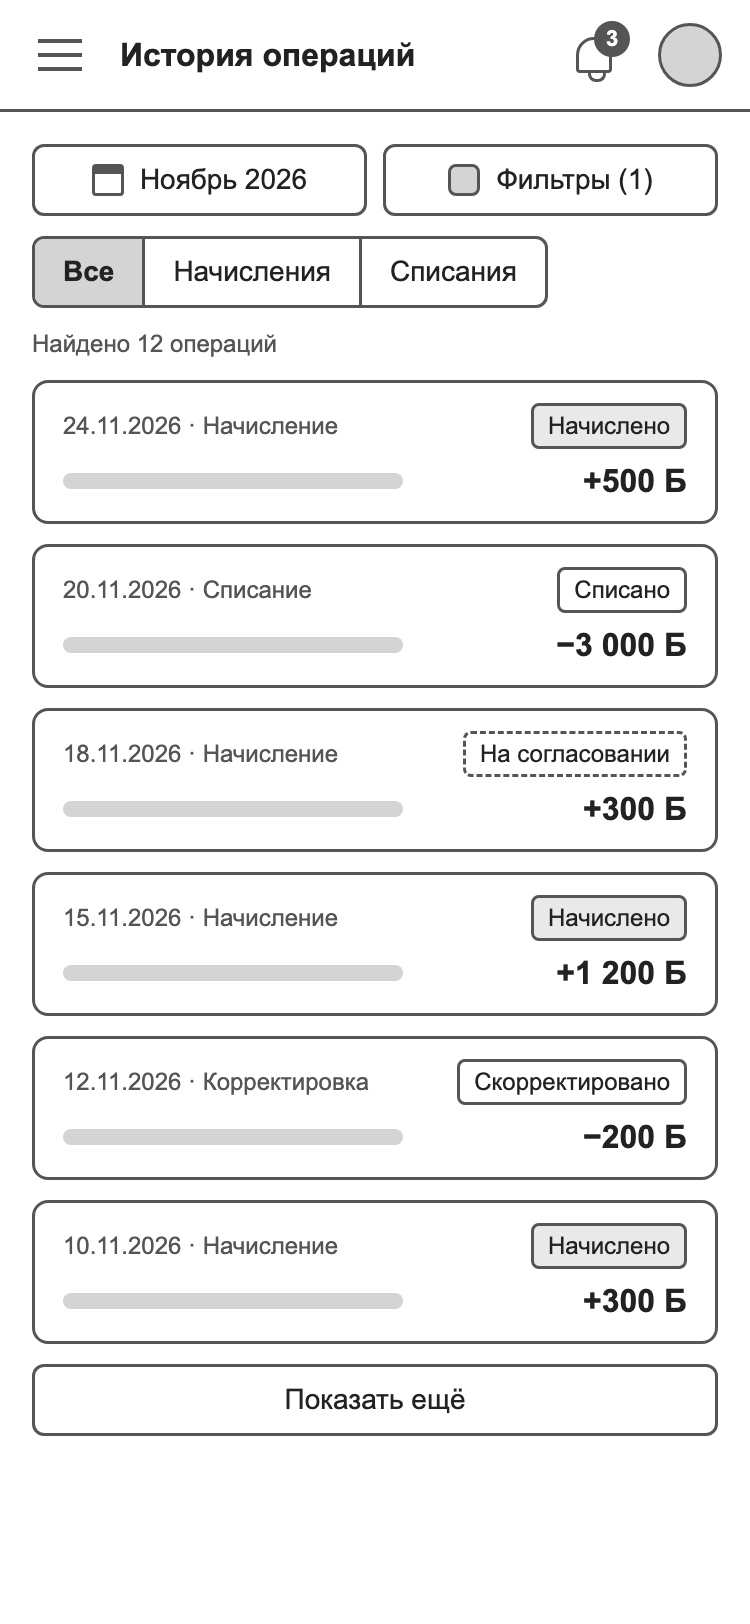 История операций
3
Ноябрь 2026
Фильтры (1)
Все
Начисления
Списания
Найдено 12 операций
24.11.2026 · Начисление
Начислено
+500 Б
20.11.2026 · Списание
Списано
−3 000 Б
18.11.2026 · Начисление
На согласовании
+300 Б
15.11.2026 · Начисление
Начислено
+1 200 Б
12.11.2026 · Корректировка
Скорректировано
−200 Б
10.11.2026 · Начисление
Начислено
+300 Б
Показать ещё